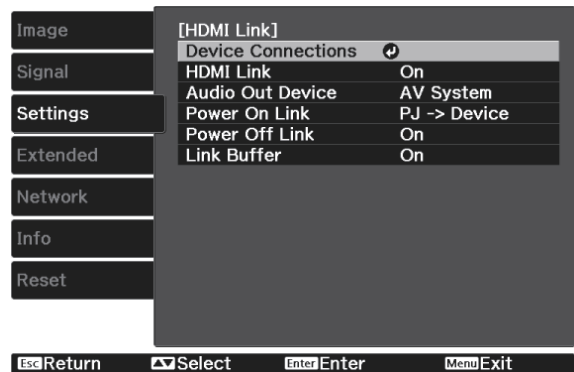 Image
Signal
Settings
Extended
Network
Info
Reset
[HDMI Link]
Device Connections
HDMI Link On
Audio Out Device AV System
Power On Link PJ -> Device
Power Off Link On
Link Buffer On
Esc Return Select Enter Enter Menu Exit